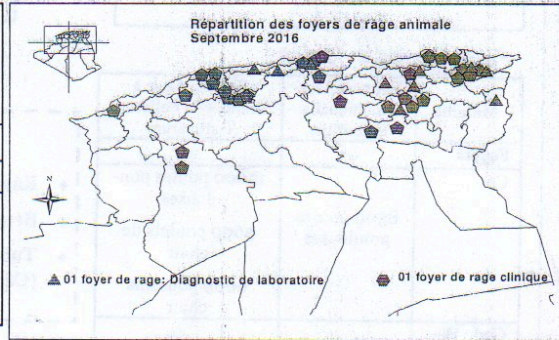 Répartition des foyers de rage animale
Septembre 2016
N
01 foyer de rage: Diagnostic de laboratoire
01 foyer de rage clinique